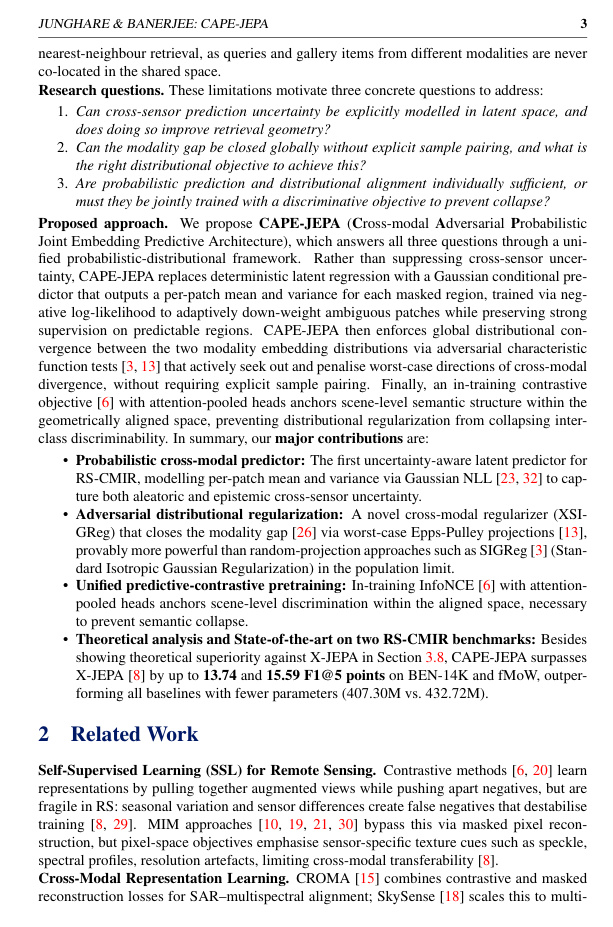 JUNGHARE & BANERJEE: CAPE-JEPA 3
nearest-neighbour retrieval, as queries and gallery items from different modalities are never
co-located in the shared space.
Research questions. These limitations motivate three concrete questions to address:
1. Can cross-sensor prediction uncertainty be explicitly modelled in latent space, and
does doing so improve retrieval geometry?
2. Can the modality gap be closed globally without explicit sample pairing, and what is
the right distributional objective to achieve this?
3. Are probabilistic prediction and distributional alignment individually sufficient, or
must they be jointly trained with a discriminative objective to prevent collapse?
Proposed approach. We propose CAPE-JEPA (Cross-modal Adversarial Probabilistic
Joint Embedding Predictive Architecture), which answers all three questions through a uni-
fied probabilistic-distributional framework. Rather than suppressing cross-sensor uncer-
tainty, CAPE-JEPA replaces deterministic latent regression with a Gaussian conditional pre-
dictor that outputs a per-patch mean and variance for each masked region, trained via neg-
ative log-likelihood to adaptively down-weight ambiguous patches while preserving strong
supervision on predictable regions. CAPE-JEPA then enforces global distributional con-
vergence between the two modality embedding distributions via adversarial characteristic
function tests [3, 13] that actively seek out and penalise worst-case directions of cross-modal
divergence, without requiring explicit sample pairing. Finally, an in-training contrastive
objective [6] with attention-pooled heads anchors scene-level semantic structure within the
geometrically aligned space, preventing distributional regularization from collapsing inter-
class discriminability. In summary, our major contributions are:
• Probabilistic cross-modal predictor: The first uncertainty-aware latent predictor for
RS-CMIR, modelling per-patch mean and variance via Gaussian NLL [23, 32] to cap-
ture both aleatoric and epistemic cross-sensor uncertainty.
• Adversarial distributional regularization: A novel cross-modal regularizer (XSI-
GReg) that closes the modality gap [26] via worst-case Epps-Pulley projections [13],
provably more powerful than random-projection approaches such as SIGReg [3] (Stan-
dard Isotropic Gaussian Regularization) in the population limit.
• Unified predictive-contrastive pretraining: In-training InfoNCE [6] with attention-
pooled heads anchors scene-level discrimination within the aligned space, necessary
to prevent semantic collapse.
• Theoretical analysis and State-of-the-art on two RS-CMIR benchmarks: Besides
showing theoretical superiority against X-JEPA in Section 3.8, CAPE-JEPA surpasses
X-JEPA [8] by up to 13.74 and 15.59 F1@5 points on BEN-14K and fMoW, outper-
forming all baselines with fewer parameters (407.30M vs. 432.72M).
2 Related Work
Self-Supervised Learning (SSL) for Remote Sensing. Contrastive methods [6, 20] learn
representations by pulling together augmented views while pushing apart negatives, but are
fragile in RS: seasonal variation and sensor differences create false negatives that destabilise
training [8, 29]. MIM approaches [10, 19, 21, 30] bypass this via masked pixel recon-
struction, but pixel-space objectives emphasise sensor-specific texture cues such as speckle,
spectral profiles, resolution artefacts, limiting cross-modal transferability [8].
Cross-Modal Representation Learning. CROMA [15] combines contrastive and masked
reconstruction losses for SAR–multispectral alignment; SkySense [18] scales this to multi-